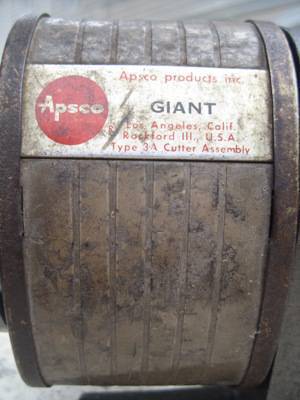 Apsco products inc.
Apsco
GIANT
Los Angeles, Calif.
Rockford Ill., U.S.A.
Type 3A Cutter Assembly